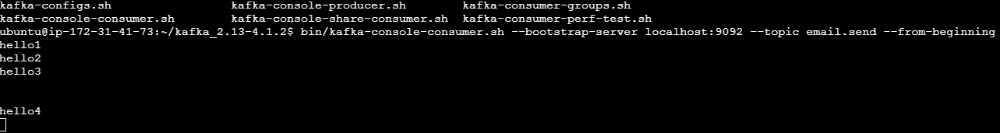 kafka-configs.sh kafka-console-producer.sh kafka-consumer-groups.sh
kafka-console-consumer.sh kafka-console-share-consumer.sh kafka-consumer-perf-test.sh
ubuntu@ip-172-31-41-73:~/kafka_2.13-4.1.2$ bin/kafka-console-consumer.sh --bootstrap-server localhost:9092 --topic email.send --from-beginning
hello1
hello2
hello3
hello4